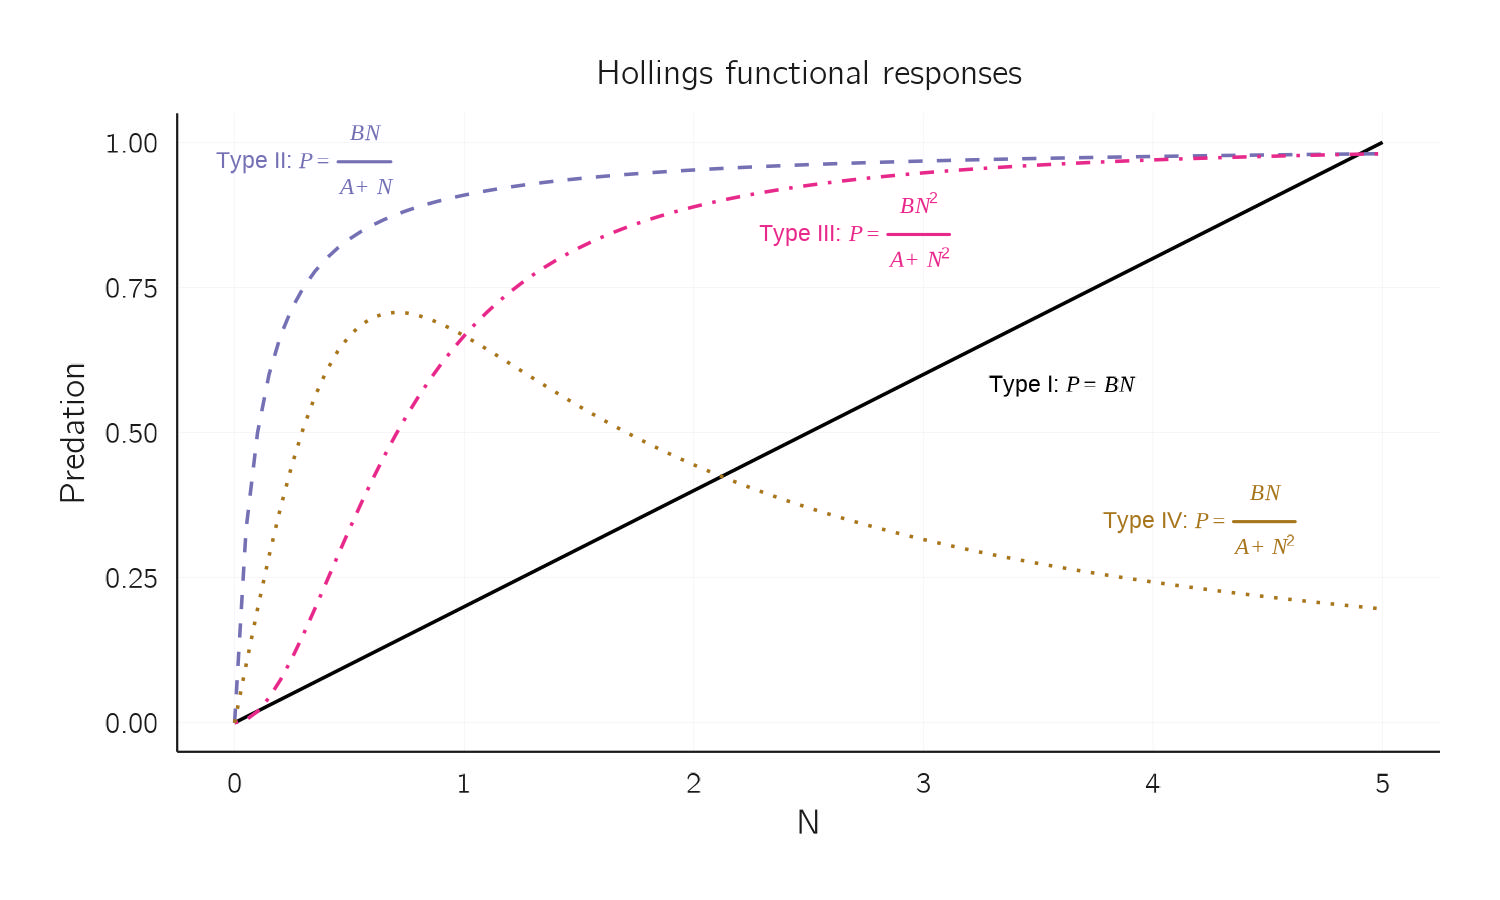 Hollings functional responses
1.00
0.75
0.50
0.25
0.00
Predation
Type II: P = BN / A + N
Type III: P = BN² / A + N²
Type I: P = BN
Type IV: P = BN / A + N²
0 1 2 3 4 5
N